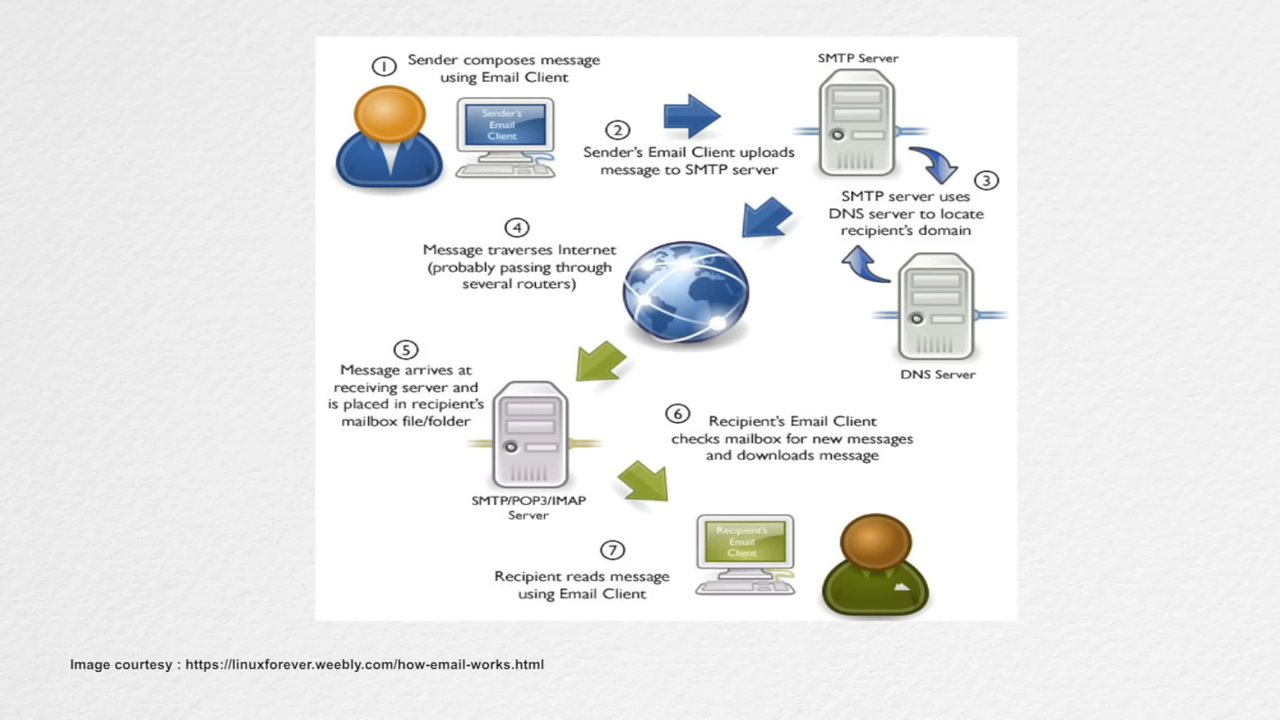 1
Sender composes message
using Email Client
Sender's
Email
Client
2
Sender's Email Client uploads
message to SMTP server
SMTP Server
3
SMTP server uses
DNS server to locate
recipient's domain
DNS Server
4
Message traverses Internet
(probably passing through
several routers)
5
Message arrives at
receiving server and
is placed in recipient's
mailbox file/folder
SMTP/POP3/IMAP
Server
6
Recipient's Email Client
checks mailbox for new messages
and downloads message
Recipient's
Email
Client
7
Recipient reads message
using Email Client
Image courtesy : https://linuxforever.weebly.com/how-email-works.html